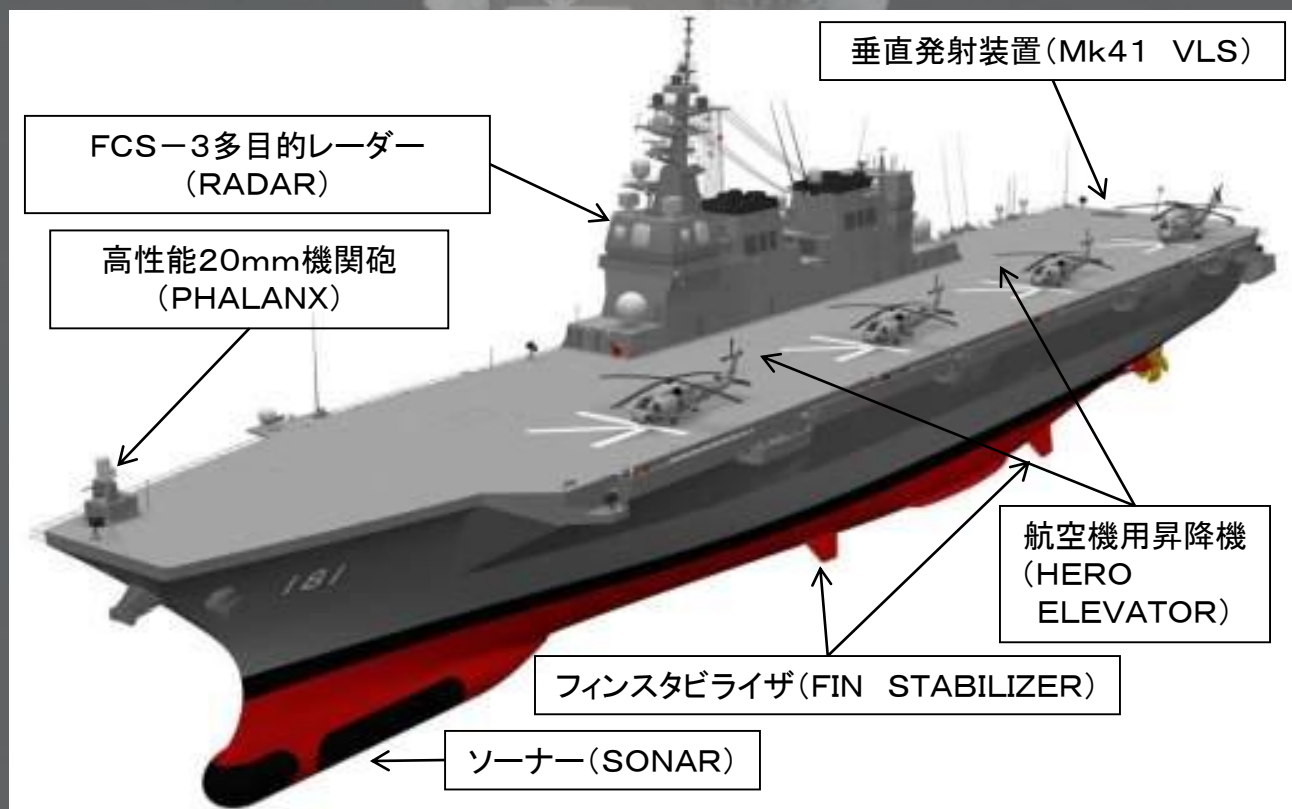 垂直発射装置(Mk41 VLS)
FCS－3多目的レーダー
(RADAR)
高性能20mm機関砲
(PHALANX)
181
航空機用昇降機
(HERO
ELEVATOR)
フィンスタビライザ(FIN STABILIZER)
ソーナー(SONAR)